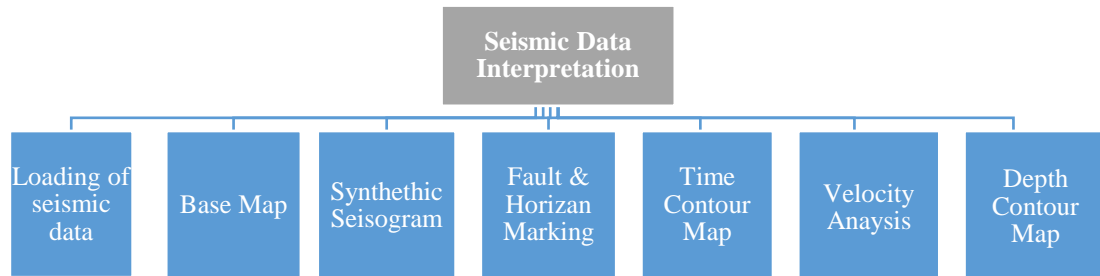 Seismic Data
Interpretation
Loading of
seismic
data
Base Map
Synthethic
Seisogram
Fault &
Horizan
Marking
Time
Contour
Map
Velocity
Anaysis
Depth
Contour
Map